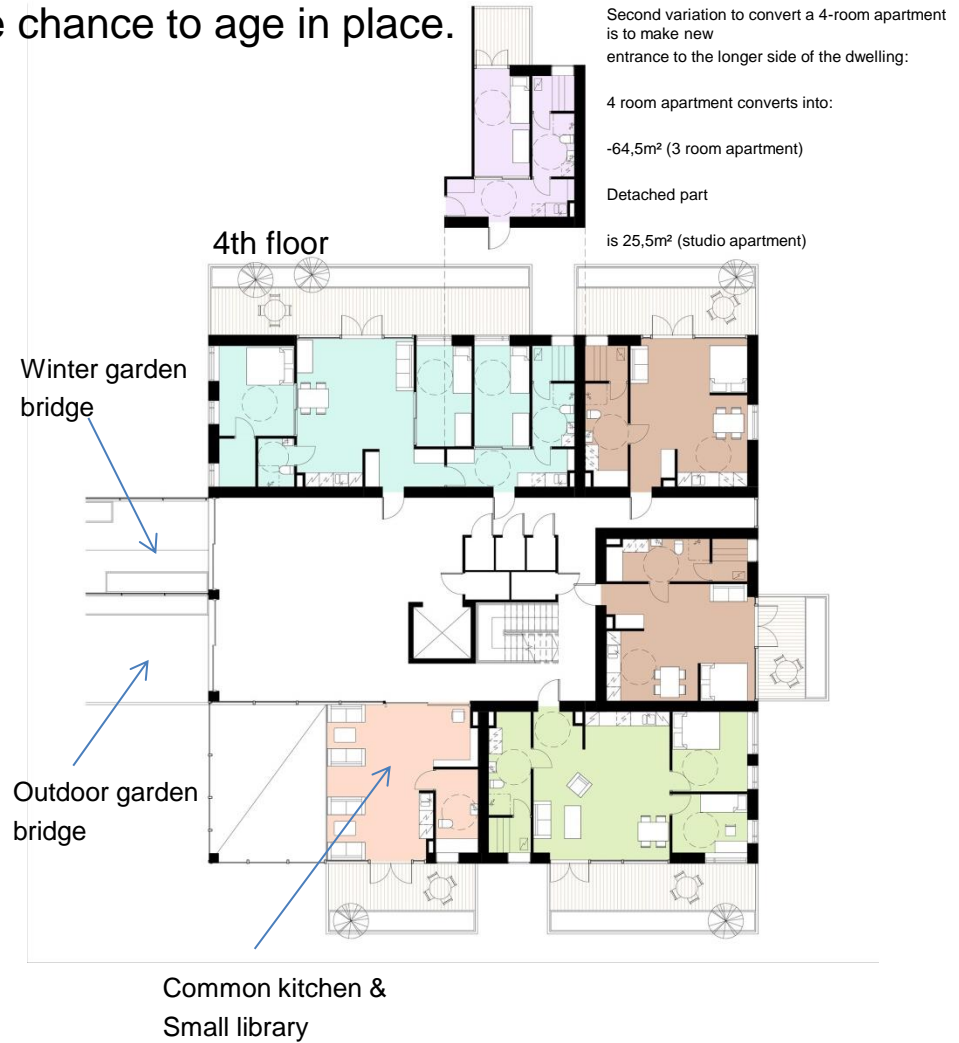 e chance to age in place.
Second variation to convert a 4-room apartment
is to make new
entrance to the longer side of the dwelling:
4 room apartment converts into:
-64,5m² (3 room apartment)
Detached part
is 25,5m² (studio apartment)
4th floor
Winter garden
bridge
Outdoor garden
bridge
Common kitchen &
Small library